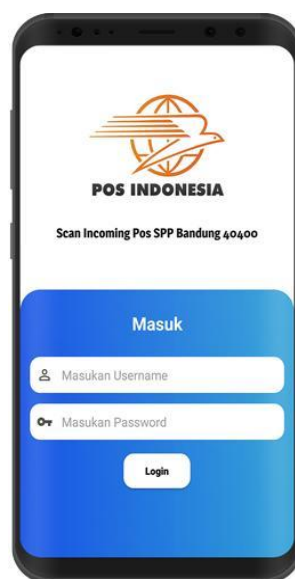 POS INDONESIA
Scan Incoming Pos SPP Bandung 40400
Masuk
Masukan Username
Masukan Password
Login